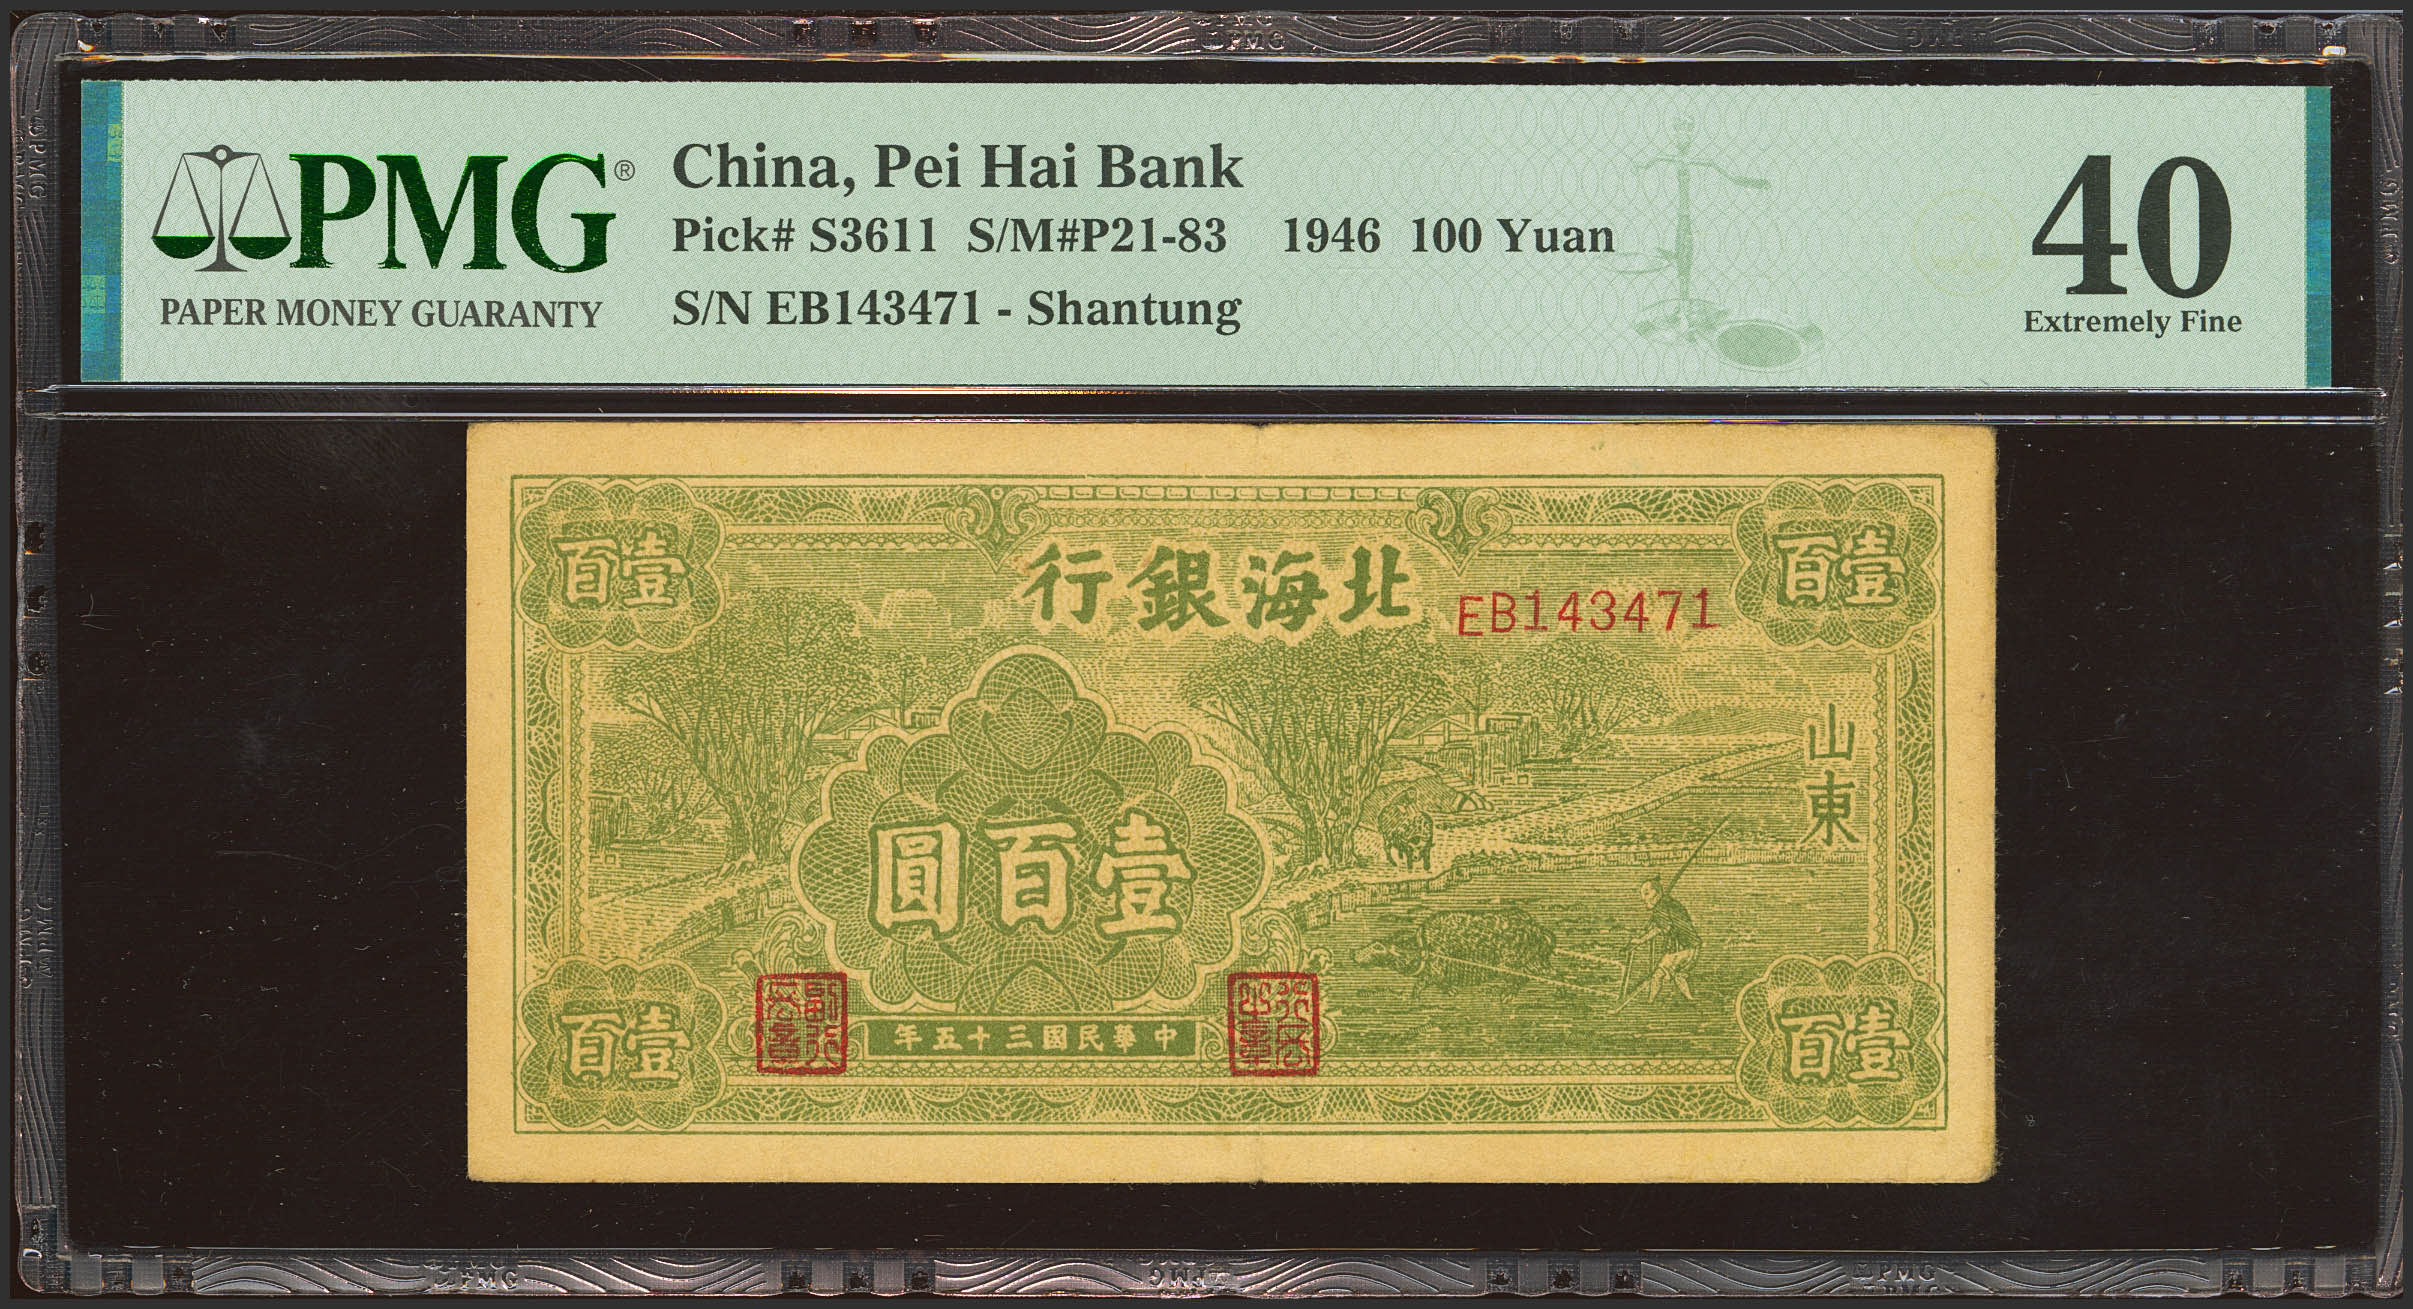 PMG®
PAPER MONEY GUARANTY
China, Pei Hai Bank
Pick# S3611 S/M#P21-83 1946 100 Yuan
S/N EB143471 - Shantung
40
Extremely Fine
百壹
行銀海北
EB143471
百壹
山東
圓百壹
百壹
年五十三國民華中
百壹